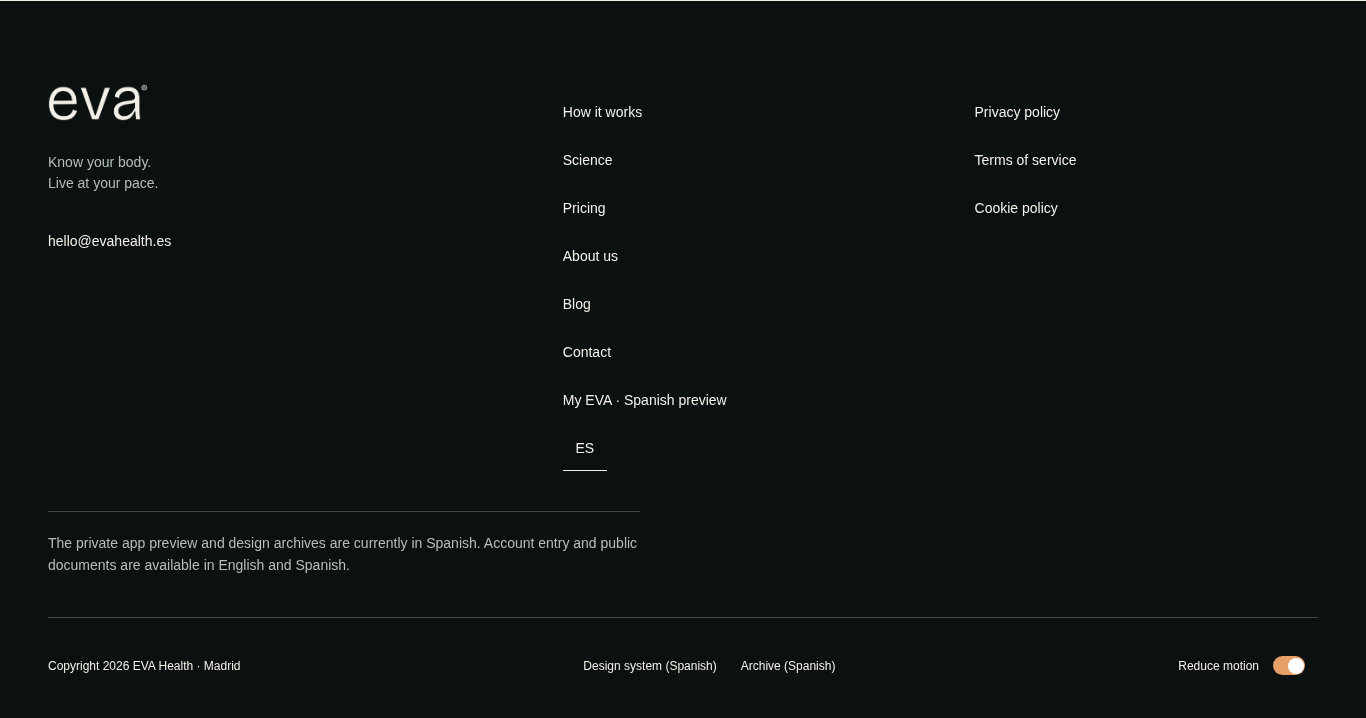 eva®
Know your body.
Live at your pace.
hello@evahealth.es
How it works
Science
Pricing
About us
Blog
Contact
My EVA · Spanish preview
ES
Privacy policy
Terms of service
Cookie policy
The private app preview and design archives are currently in Spanish. Account entry and public
documents are available in English and Spanish.
Copyright 2026 EVA Health · Madrid
Design system (Spanish)
Archive (Spanish)
Reduce motion